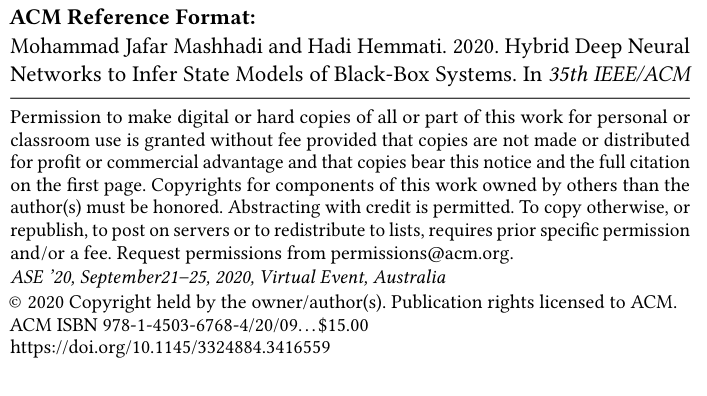 ACM Reference Format:
Mohammad Jafar Mashhadi and Hadi Hemmati. 2020. Hybrid Deep Neural
Networks to Infer State Models of Black-Box Systems. In 35th IEEE/ACM
Permission to make digital or hard copies of all or part of this work for personal or
classroom use is granted without fee provided that copies are not made or distributed
for profit or commercial advantage and that copies bear this notice and the full citation
on the first page. Copyrights for components of this work owned by others than the
author(s) must be honored. Abstracting with credit is permitted. To copy otherwise, or
republish, to post on servers or to redistribute to lists, requires prior specific permission
and/or a fee. Request permissions from permissions@acm.org.
ASE ’20, September21–25, 2020, Virtual Event, Australia
© 2020 Copyright held by the owner/author(s). Publication rights licensed to ACM.
ACM ISBN 978-1-4503-6768-4/20/09...$15.00
https://doi.org/10.1145/3324884.3416559